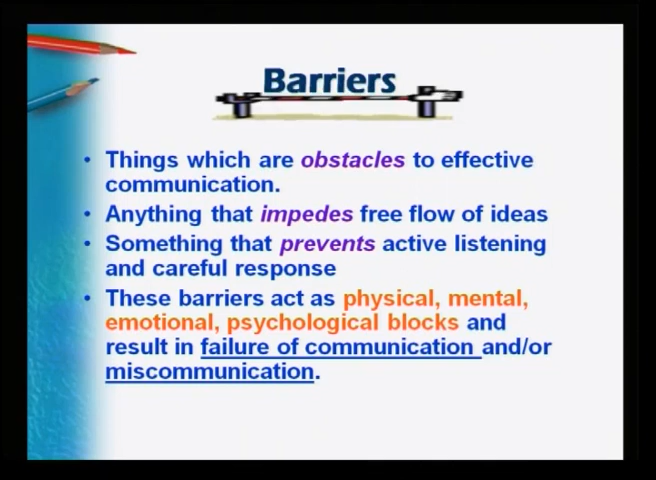 Barriers
• Things which are obstacles to effective
communication.
• Anything that impedes free flow of ideas
• Something that prevents active listening
and careful response
• These barriers act as physical, mental,
emotional, psychological blocks and
result in failure of communication and/or
miscommunication.